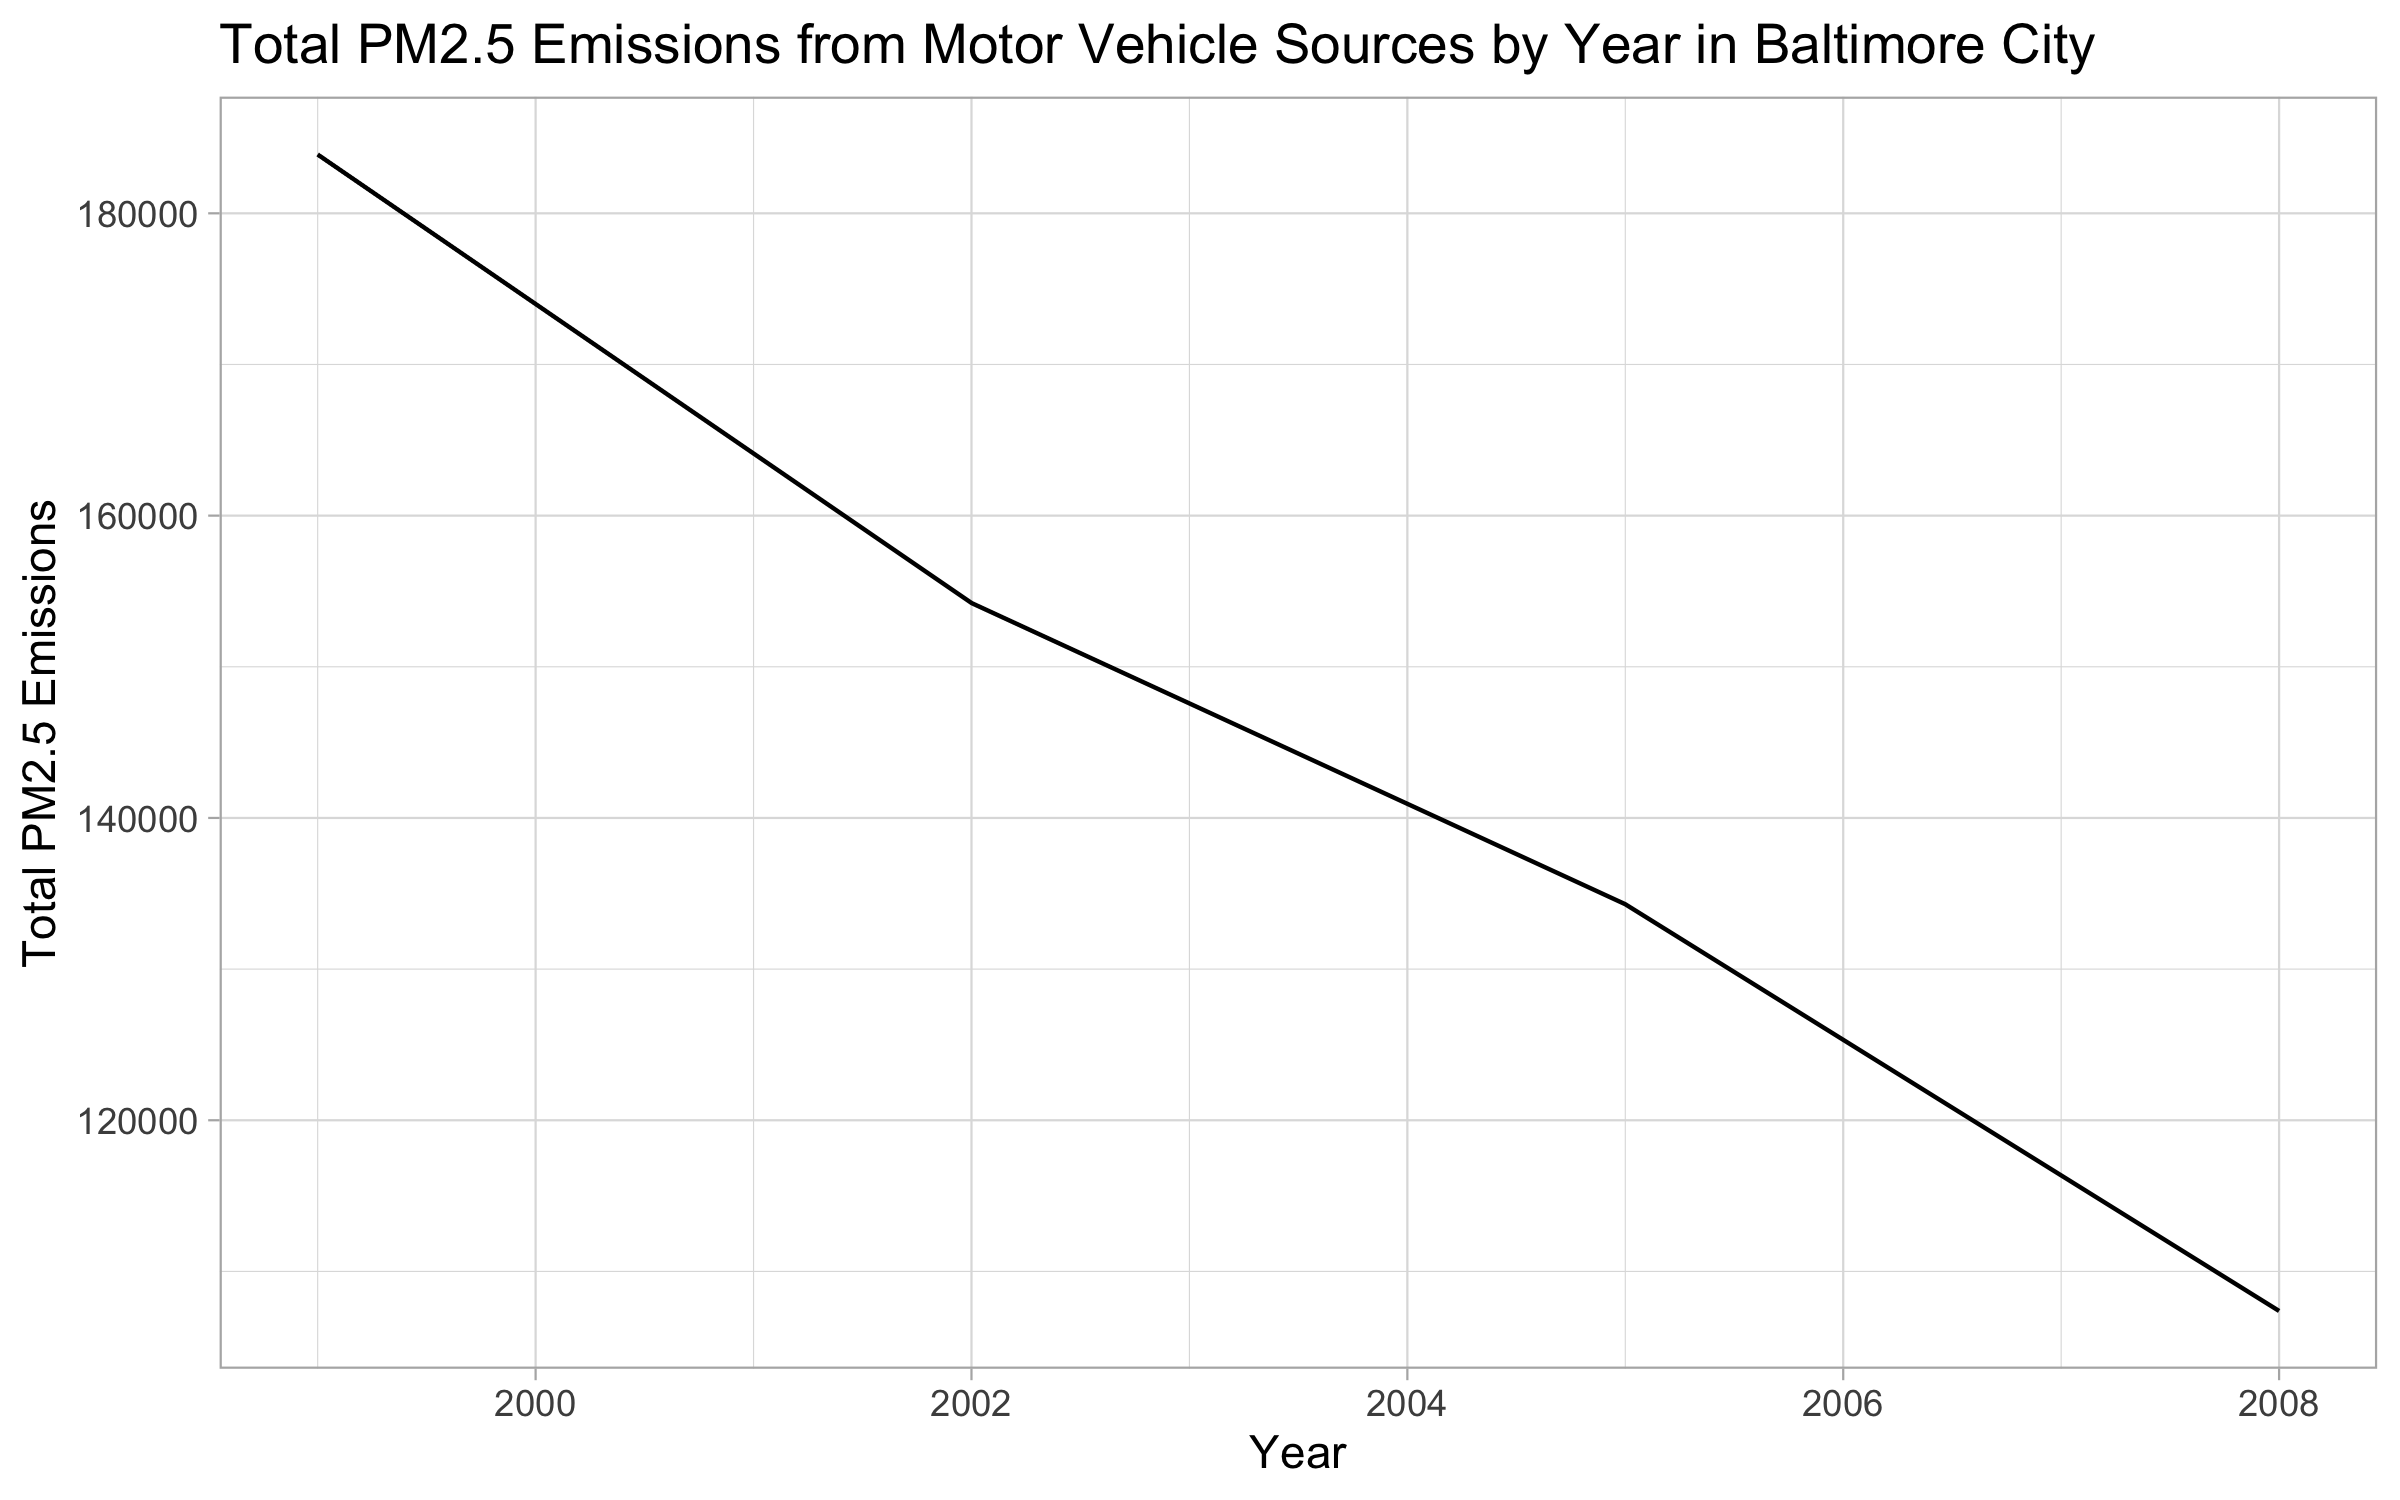 Total PM2.5 Emissions from Motor Vehicle Sources by Year in Baltimore City
Total PM2.5 Emissions
180000
160000
140000
120000
2000 2002 2004 2006 2008
Year